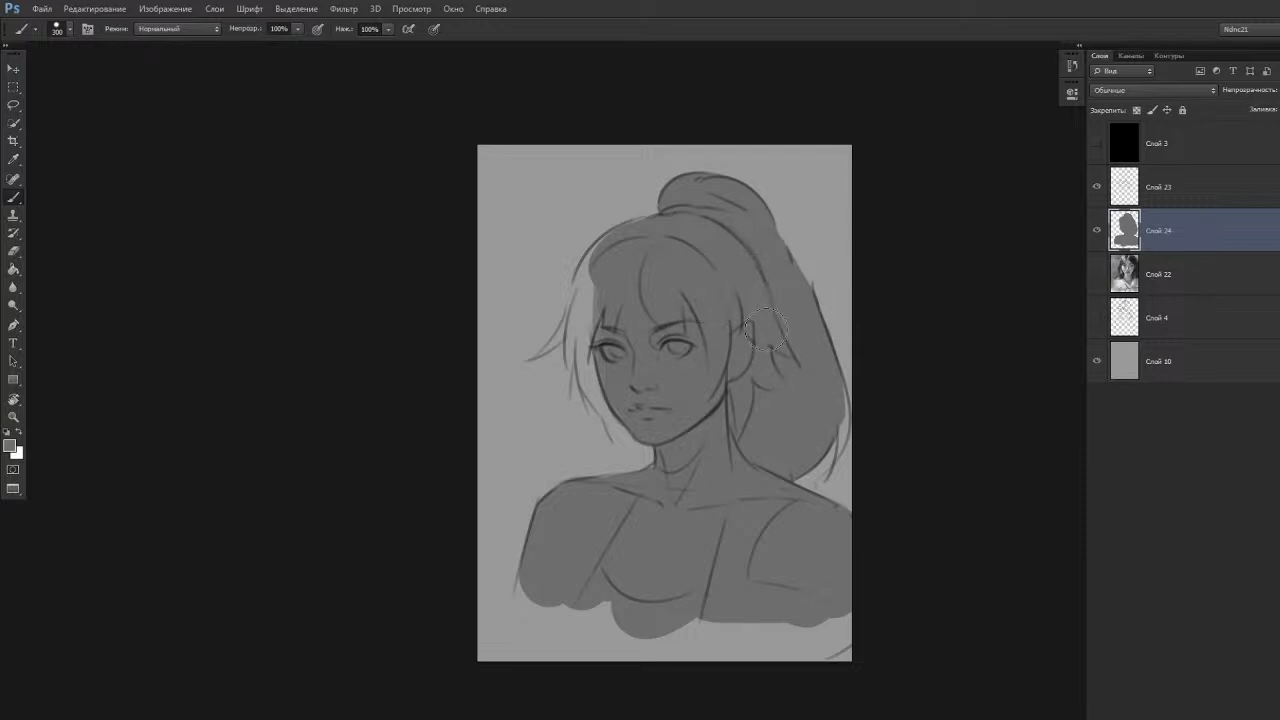 Ps Файл Редактирование Изображение Слои Шрифт Выделение Фильтр 3D Просмотр Окно Справка
300 Режим: Нормальный Непрозр.: 100% Наж.: 100% Ndnc21
Слои Каналы Контуры
Вид
Обычные Непрозрачность:
Закрепить: Заливка:
Слой 3
Слой 23
Слой 24
Слой 22
Слой 4
Слой 10